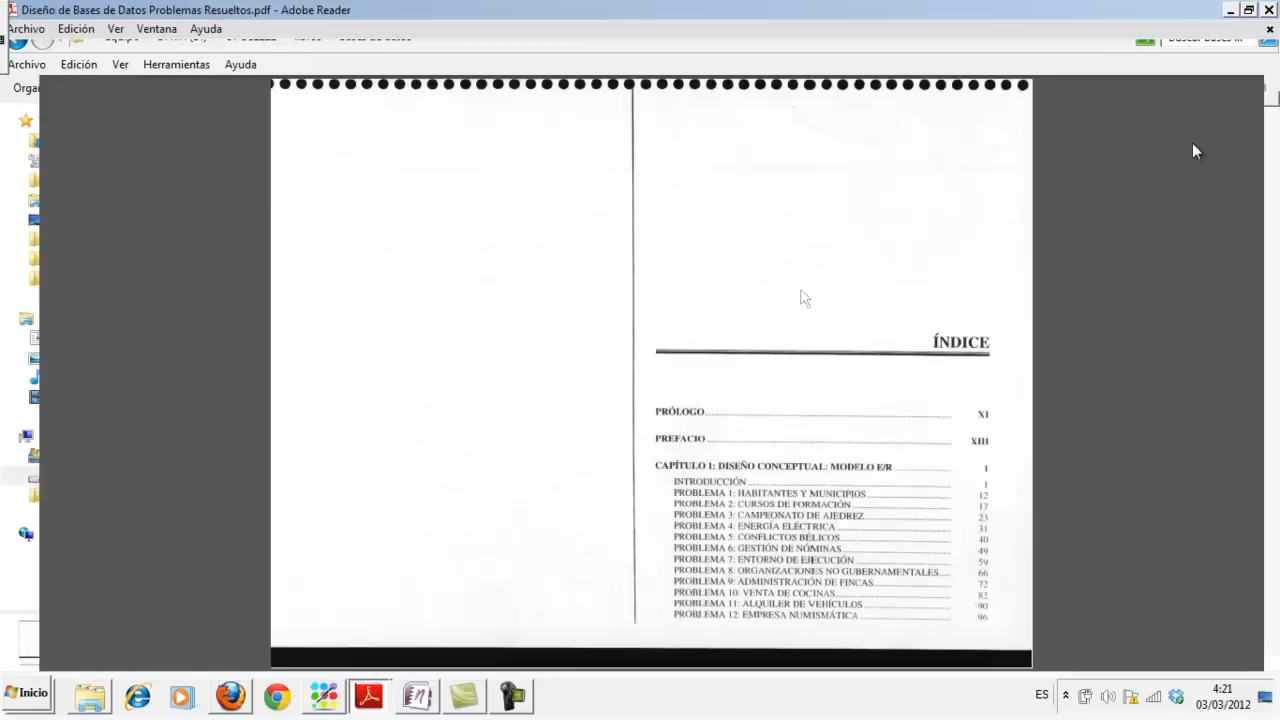 Diseño de Bases de Datos Problemas Resueltos.pdf - Adobe Reader
Archivo Edición Ver Ventana Ayuda
Archivo Edición Ver Herramientas Ayuda
Organ
ÍNDICE
PRÓLOGO XI
PREFACIO XIII
CAPÍTULO 1: DISEÑO CONCEPTUAL: MODELO E/R 1
INTRODUCCIÓN 1
PROBLEMA 1: HABITANTES Y MUNICIPIOS 12
PROBLEMA 2: CURSOS DE FORMACIÓN 17
PROBLEMA 3: CAMPEONATO DE AJEDREZ 23
PROBLEMA 4: ENERGÍA ELÉCTRICA 31
PROBLEMA 5: CONFLICTOS BÉLICOS 40
PROBLEMA 6: GESTIÓN DE NÓMINAS 49
PROBLEMA 7: ENTORNO DE EJECUCIÓN 59
PROBLEMA 8: ORGANIZACIONES NO GUBERNAMENTALES 66
PROBLEMA 9: ADMINISTRACIÓN DE FINCAS 72
PROBLEMA 10: VENTA DE COCINAS 82
PROBLEMA 11: ALQUILER DE VEHÍCULOS 90
PROBLEMA 12: EMPRESA NUMISMÁTICA 96
Inicio
ES
4:21
03/03/2012